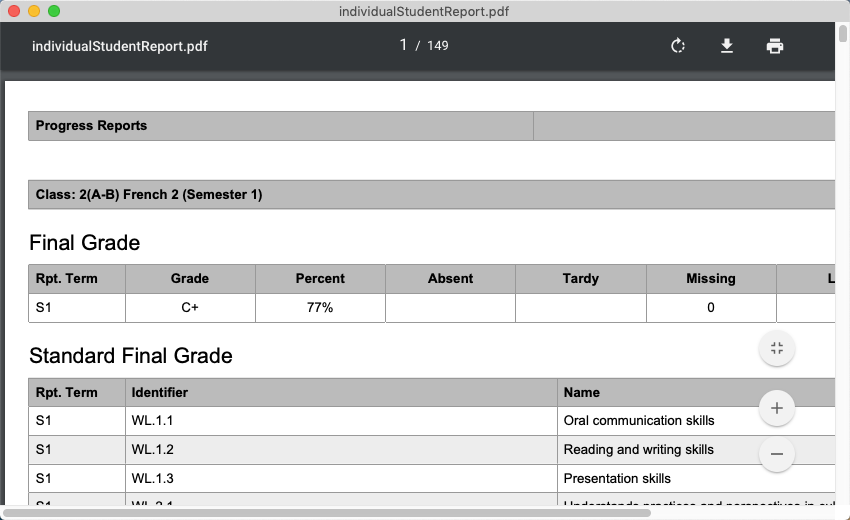 individualStudentReport.pdf
individualStudentReport.pdf 1 / 149
Progress Reports
Class: 2(A-B) French 2 (Semester 1)
Final Grade
Rpt. Term Grade Percent Absent Tardy Missing L
S1 C+ 77% 0
Standard Final Grade
Rpt. Term Identifier Name
S1 WL.1.1 Oral communication skills
S1 WL.1.2 Reading and writing skills
S1 WL.1.3 Presentation skills
S1 WL.2.1 Understands practices and perspectives in